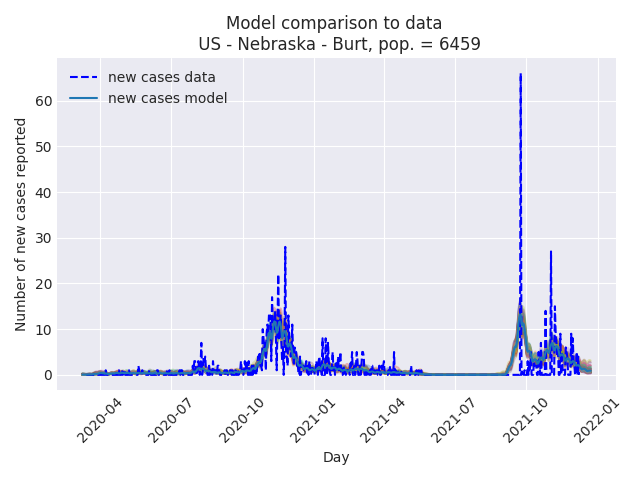 Model comparison to data
US - Nebraska - Burt, pop. = 6459
new cases data
new cases model
Number of new cases reported
60
50
40
30
20
10
0
2020-04
2020-07
2020-10
2021-01
2021-04
2021-07
2021-10
2022-01
Day